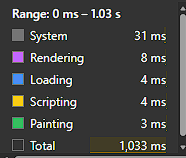 Range: 0 ms – 1.03 s
System 31 ms
Rendering 8 ms
Loading 4 ms
Scripting 4 ms
Painting 3 ms
Total 1,033 ms